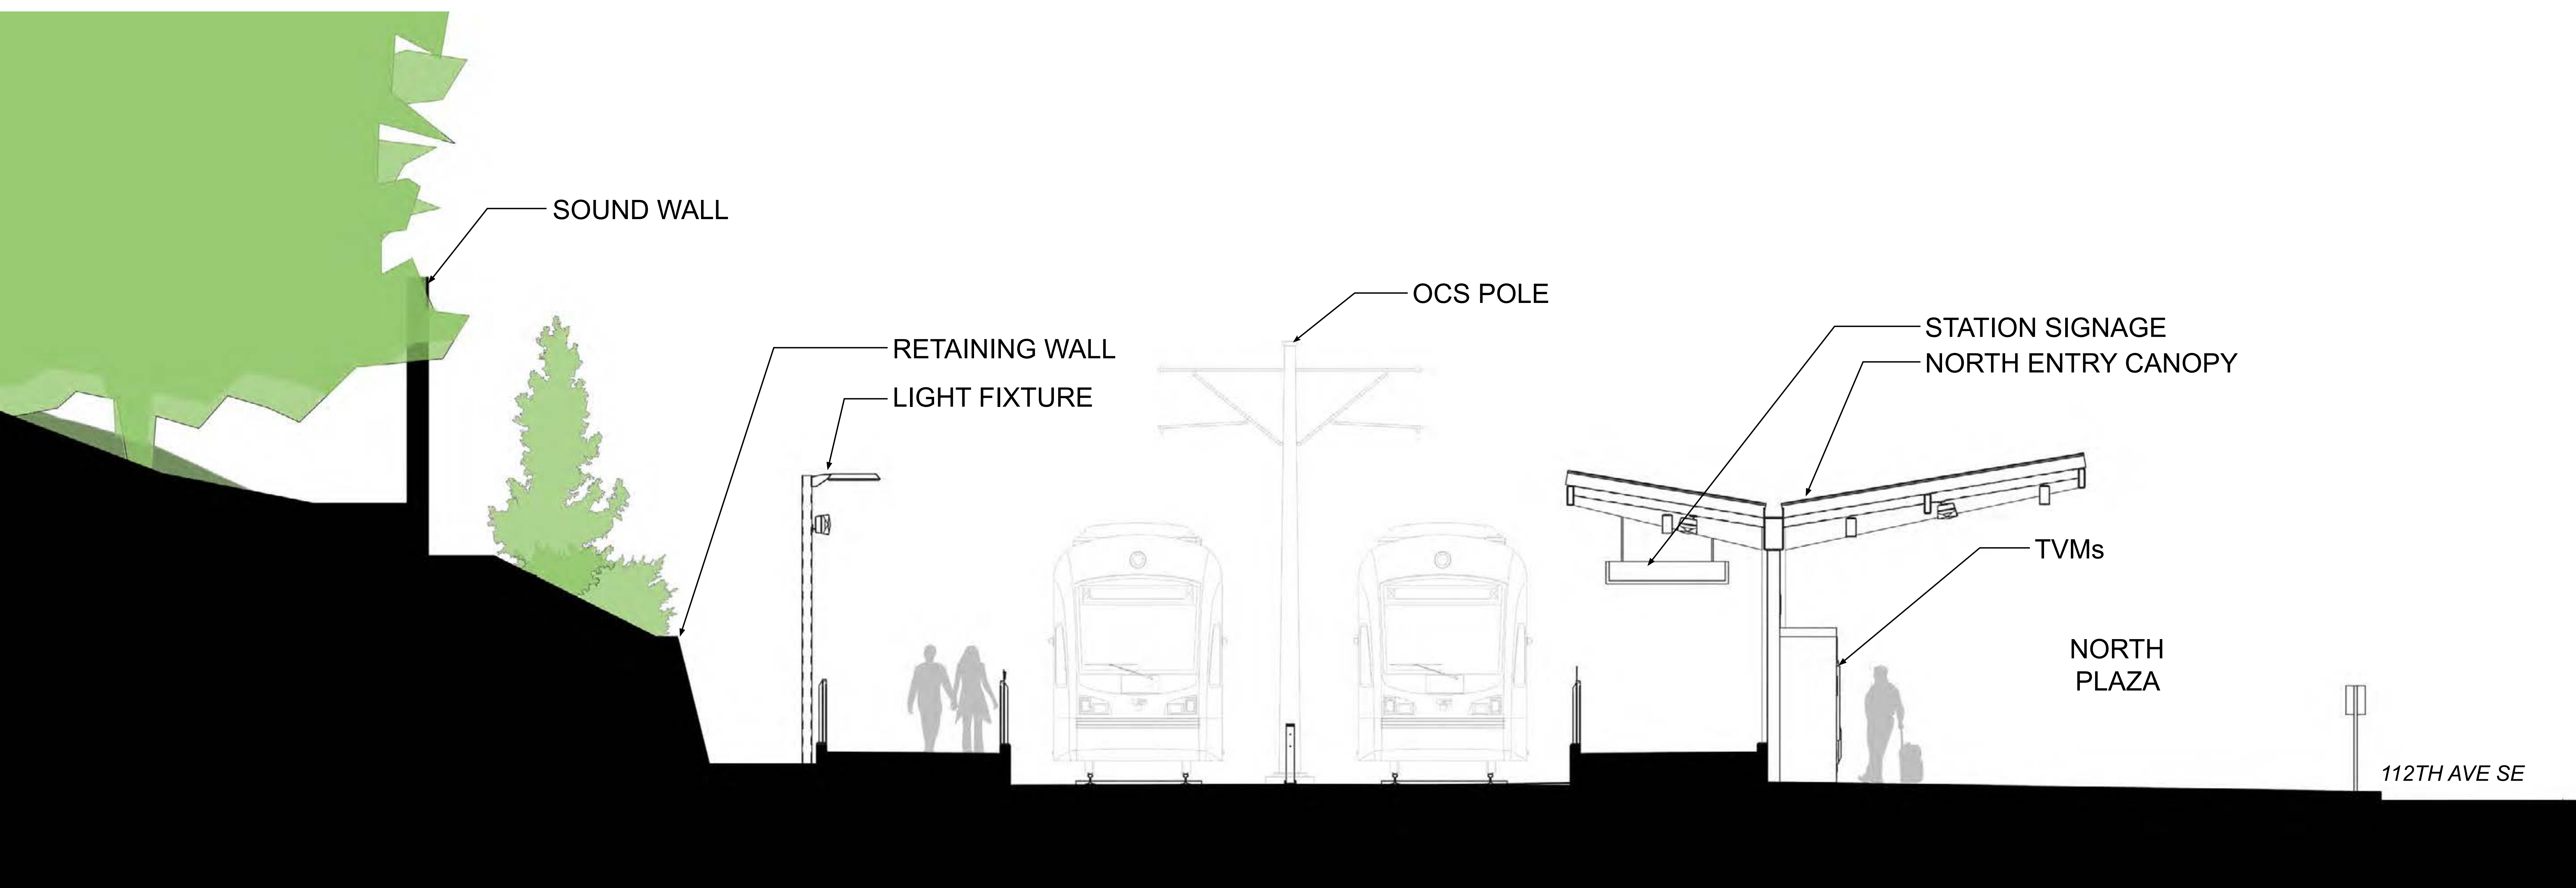 SOUND WALL
OCS POLE
STATION SIGNAGE
RETAINING WALL
NORTH ENTRY CANOPY
LIGHT FIXTURE
TVMs
NORTH
PLAZA
112TH AVE SE